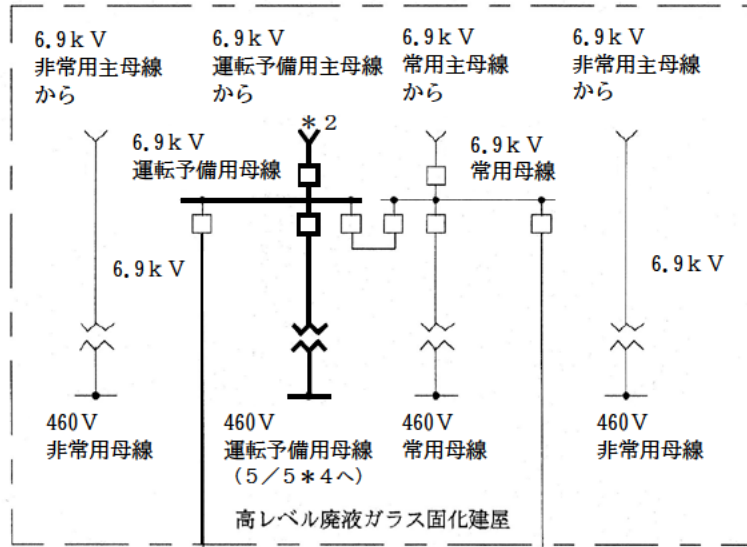 6.9ｋＶ
非常用主母線
から
6.9ｋＶ
運転予備用主母線
から
6.9ｋＶ
常用主母線
から
6.9ｋＶ
非常用主母線
から
＊２
6.9ｋＶ
運転予備用母線
6.9ｋＶ
常用母線
6.9ｋＶ
6.9ｋＶ
460Ｖ
非常用母線
460Ｖ
運転予備用母線
（５／５＊４へ）
460Ｖ
常用母線
460Ｖ
非常用母線
高レベル廃液ガラス固化建屋